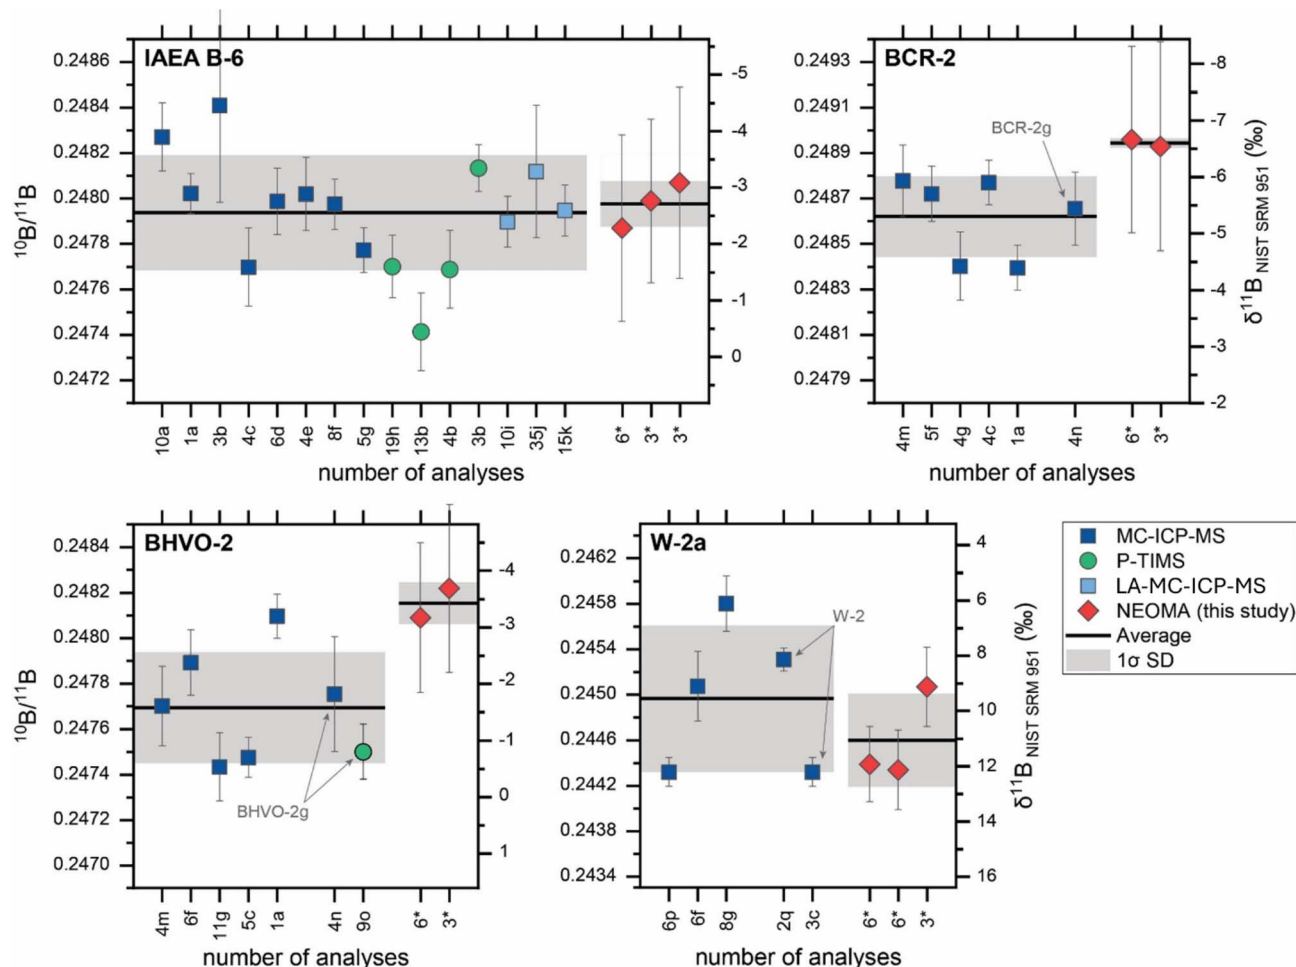 IAEA B-6
0.2486
0.2484
0.2482
0.2480
0.2478
0.2476
0.2474
0.2472
¹⁰B/¹¹B
-5
-4
-3
-2
-1
0
10a 1a 3b 4c 6d 4e 8f 5g 19h 13b 4b 3b 10i 35j 15k 6* 3* 3*
number of analyses
BCR-2
0.2493
0.2491
0.2489
0.2487
0.2485
0.2483
0.2481
0.2479
BCR-2g
-8
-7
-6
-5
-4
-3
-2
δ¹¹B NIST SRM 951 (‰)
4m 5f 4g 4c 1a 4n 6* 3*
number of analyses
BHVO-2
0.2484
0.2482
0.2480
0.2478
0.2476
0.2474
0.2472
0.2470
¹⁰B/¹¹B
BHVO-2g
-4
-3
-2
-1
0
1
4m 6f 11g 5c 1a 4n 9o 6* 3*
number of analyses
W-2a
0.2462
0.2458
0.2454
0.2450
0.2446
0.2442
0.2438
0.2434
W-2
4
6
8
10
12
14
16
δ¹¹B NIST SRM 951 (‰)
6p 6f 8g 2q 3c 6* 6* 3*
number of analyses
MC-ICP-MS
P-TIMS
LA-MC-ICP-MS
NEOMA (this study)
Average
1σ SD